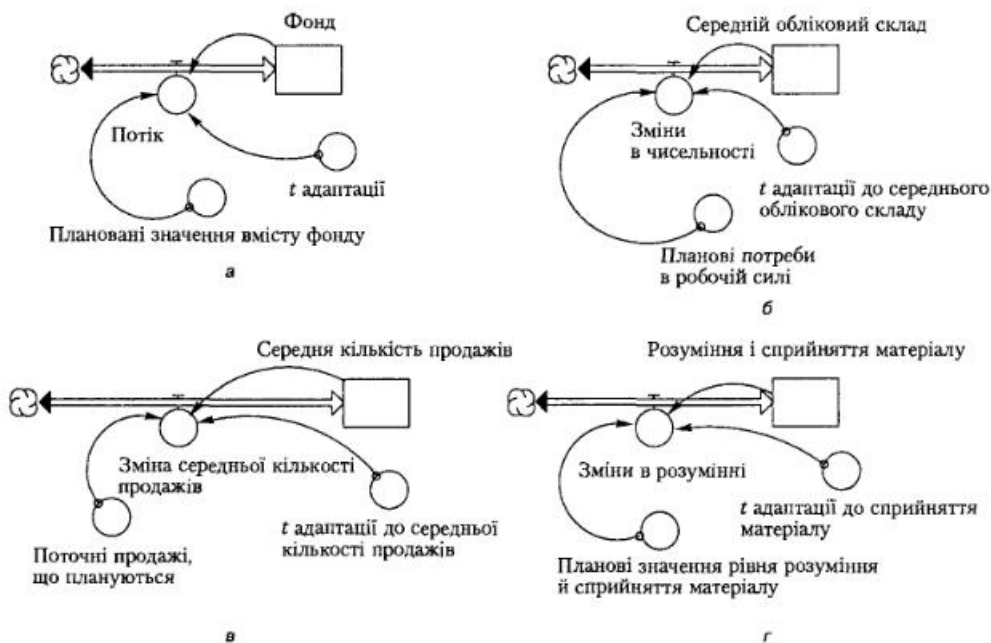 Фонд
Потік
t адаптації
Плановані значення вмісту фонду
а
Середній обліковий склад
Зміни
в чисельності
t адаптації до середнього
облікового складу
Планові потреби
в робочій силі
б
Середня кількість продажів
Зміна середньої кількості
продажів
t адаптації до середньої
кількості продажів
Поточні продажі,
що плануються
в
Розуміння і сприйняття матеріалу
Зміни в розумінні
t адаптації до сприйняття
матеріалу
Планові значення рівня розуміння
й сприйняття матеріалу
г